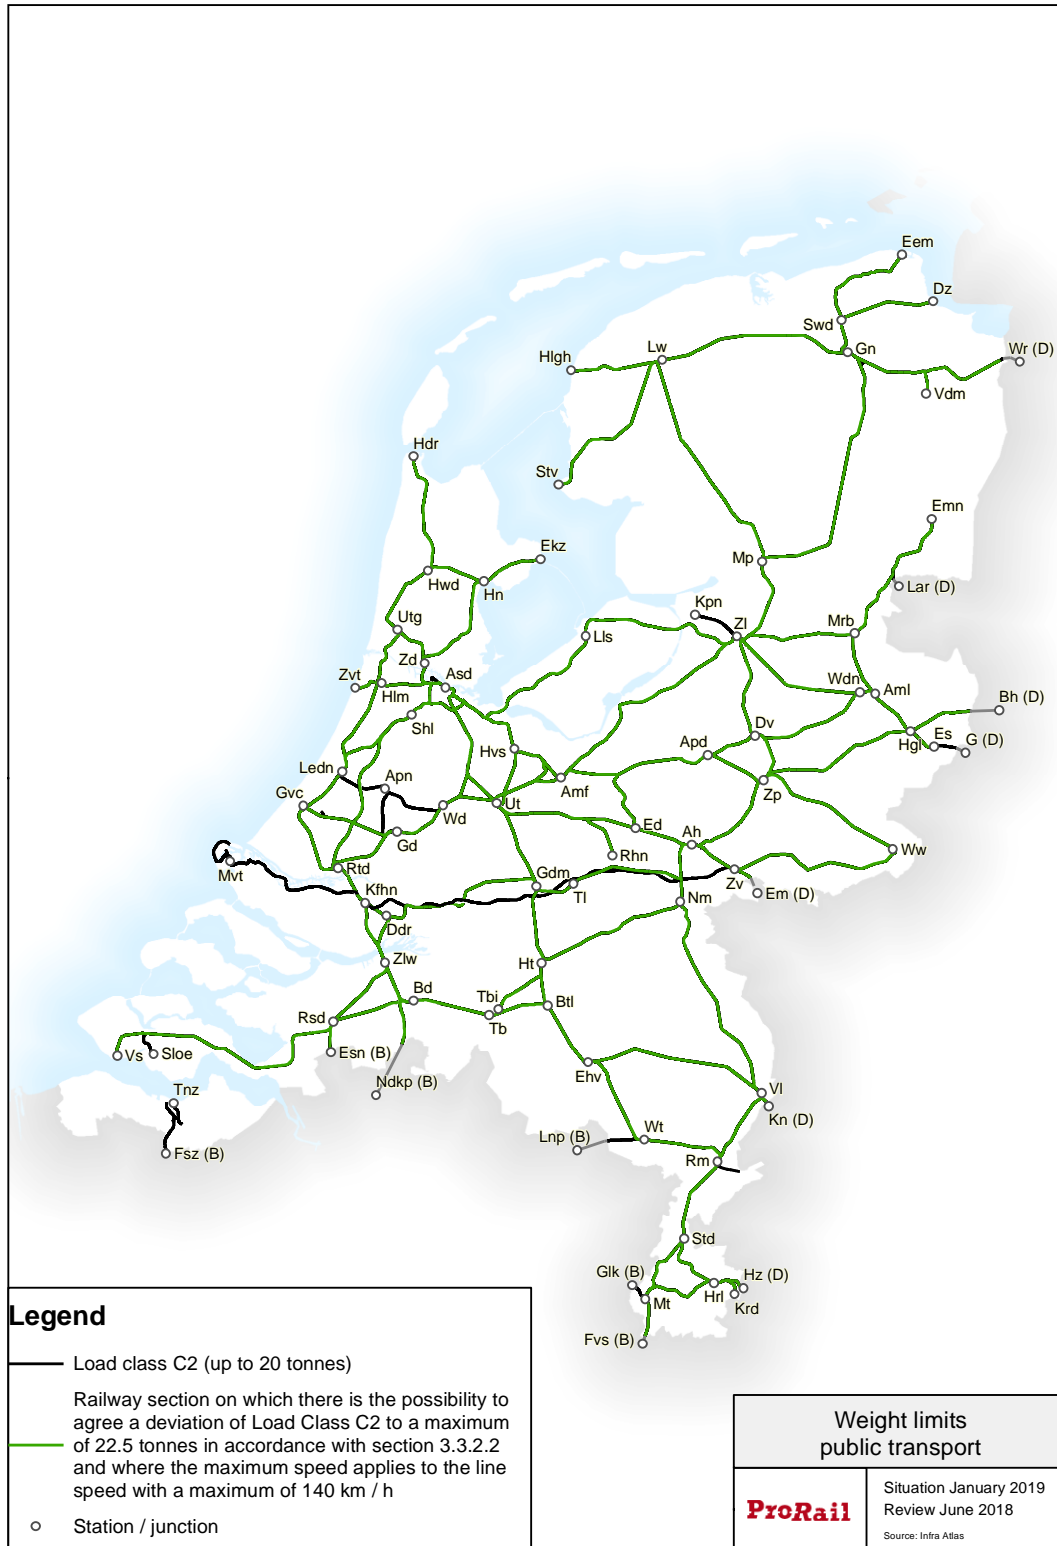 Eem
Dz
Swd
Gn
Wr (D)
Lw
Hlgh
Vdm
Hdr
Stv
Emn
Ekz
Mp
Hwd
Hn
Lar (D)
Kpn
Utg
Lls
Zl
Mrb
Zd
Zvt
Asd
Hlm
Wdn
Aml
Bh (D)
Shl
Dv
Hgl
Es
G (D)
Hvs
Apd
Ledn
Apn
Amf
Zp
Gvc
Wd
Ut
Gd
Ed
Ah
Ww
Rhn
Mvt
Rtd
Gdm
Tl
Zv
Em (D)
Kfhn
Nm
Ddr
Zlw
Ht
Bd
Tbi
Btl
Rsd
Tb
Vs
Sloe
Esn (B)
Ehv
Ndkp (B)
Vl
Tnz
Kn (D)
Lnp (B)
Wt
Fsz (B)
Rm
Std
Glk (B)
Hz (D)
Mt
Hrl
Krd
Fvs (B)
Legend
Load class C2 (up to 20 tonnes)
Railway section on which there is the possibility to
agree a deviation of Load Class C2 to a maximum
of 22.5 tonnes in accordance with section 3.3.2.2
and where the maximum speed applies to the line
speed with a maximum of 140 km / h
Station / junction
Weight limits
public transport
ProRail
Situation January 2019
Review June 2018
Source: Infra Atlas